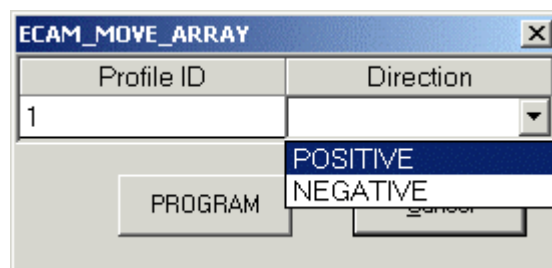 ECAM_MOVE_ARRAY
Profile ID Direction
1
POSITIVE
NEGATIVE
PROGRAM